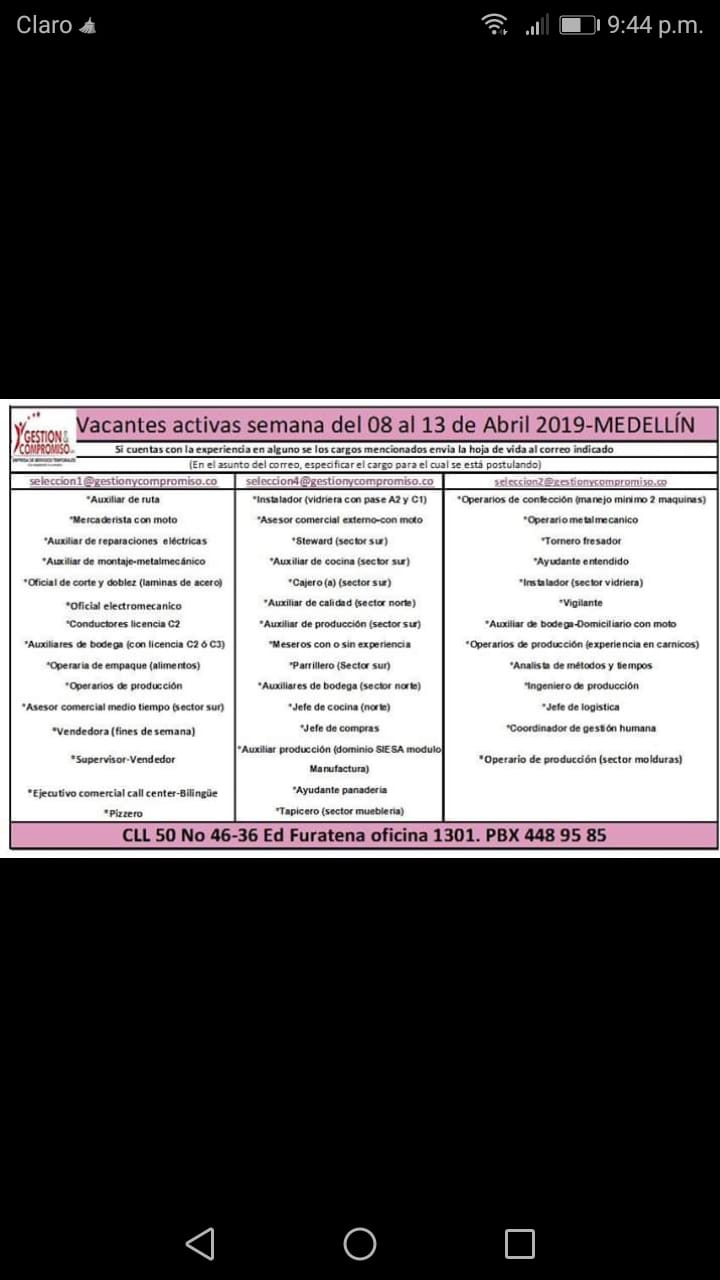 Claro
9:44 p.m.
GESTION &
COMPROMISO
Vacantes activas semana del 08 al 13 de Abril 2019-MEDELLÍN
Si cuentas con la experiencia en alguno se los cargos mencionados envia la hoja de vida al correo indicado
(En el asunto del correo, especificar el cargo para el cual se está postulando)
seleccion1@gestionycompromiso.co
*Auxiliar de ruta
*Mercaderista con moto
*Auxiliar de reparaciones eléctricas
*Auxiliar de montaje-metalmecánico
*Oficial de corte y doblez (laminas de acero)
*Oficial electromecanico
*Conductores licencia C2
*Auxiliares de bodega (con licencia C2 ó C3)
*Operaria de empaque (alimentos)
*Operarios de producción
*Asesor comercial medio tiempo (sector sur)
*Vendedora (fines de semana)
*Supervisor-Vendedor
*Ejecutivo comercial call center-Bilingüe
*Pizzero
seleccion4@gestionycompromiso.co
*Instalador (vidriera con pase A2 y C1)
*Asesor comercial externo-con moto
*Steward (sector sur)
*Auxiliar de cocina (sector sur)
*Cajero (a) (sector sur)
*Auxiliar de calidad (sector norte)
*Auxiliar de producción (sector sur)
*Meseros con o sin experiencia
*Parrillero (Sector sur)
*Auxiliares de bodega (sector norte)
*Jefe de cocina (norte)
*Jefe de compras
*Auxiliar producción (dominio SIESA modulo
Manufactura)
*Ayudante panaderia
*Tapicero (sector muebleria)
seleccion2@gestionycompromiso.co
*Operarios de confección (manejo minimo 2 maquinas)
*Operario metalmecanico
*Tornero fresador
*Ayudante entendido
*Instalador (sector vidriera)
*Vigilante
*Auxiliar de bodega-Domiciliario con moto
*Operarios de producción (experiencia en carnicos)
*Analista de métodos y tiempos
*Ingeniero de producción
*Jefe de logistica
*Coordinador de gestión humana
*Operario de producción (sector molduras)
CLL 50 No 46-36 Ed Furatena oficina 1301. PBX 448 95 85